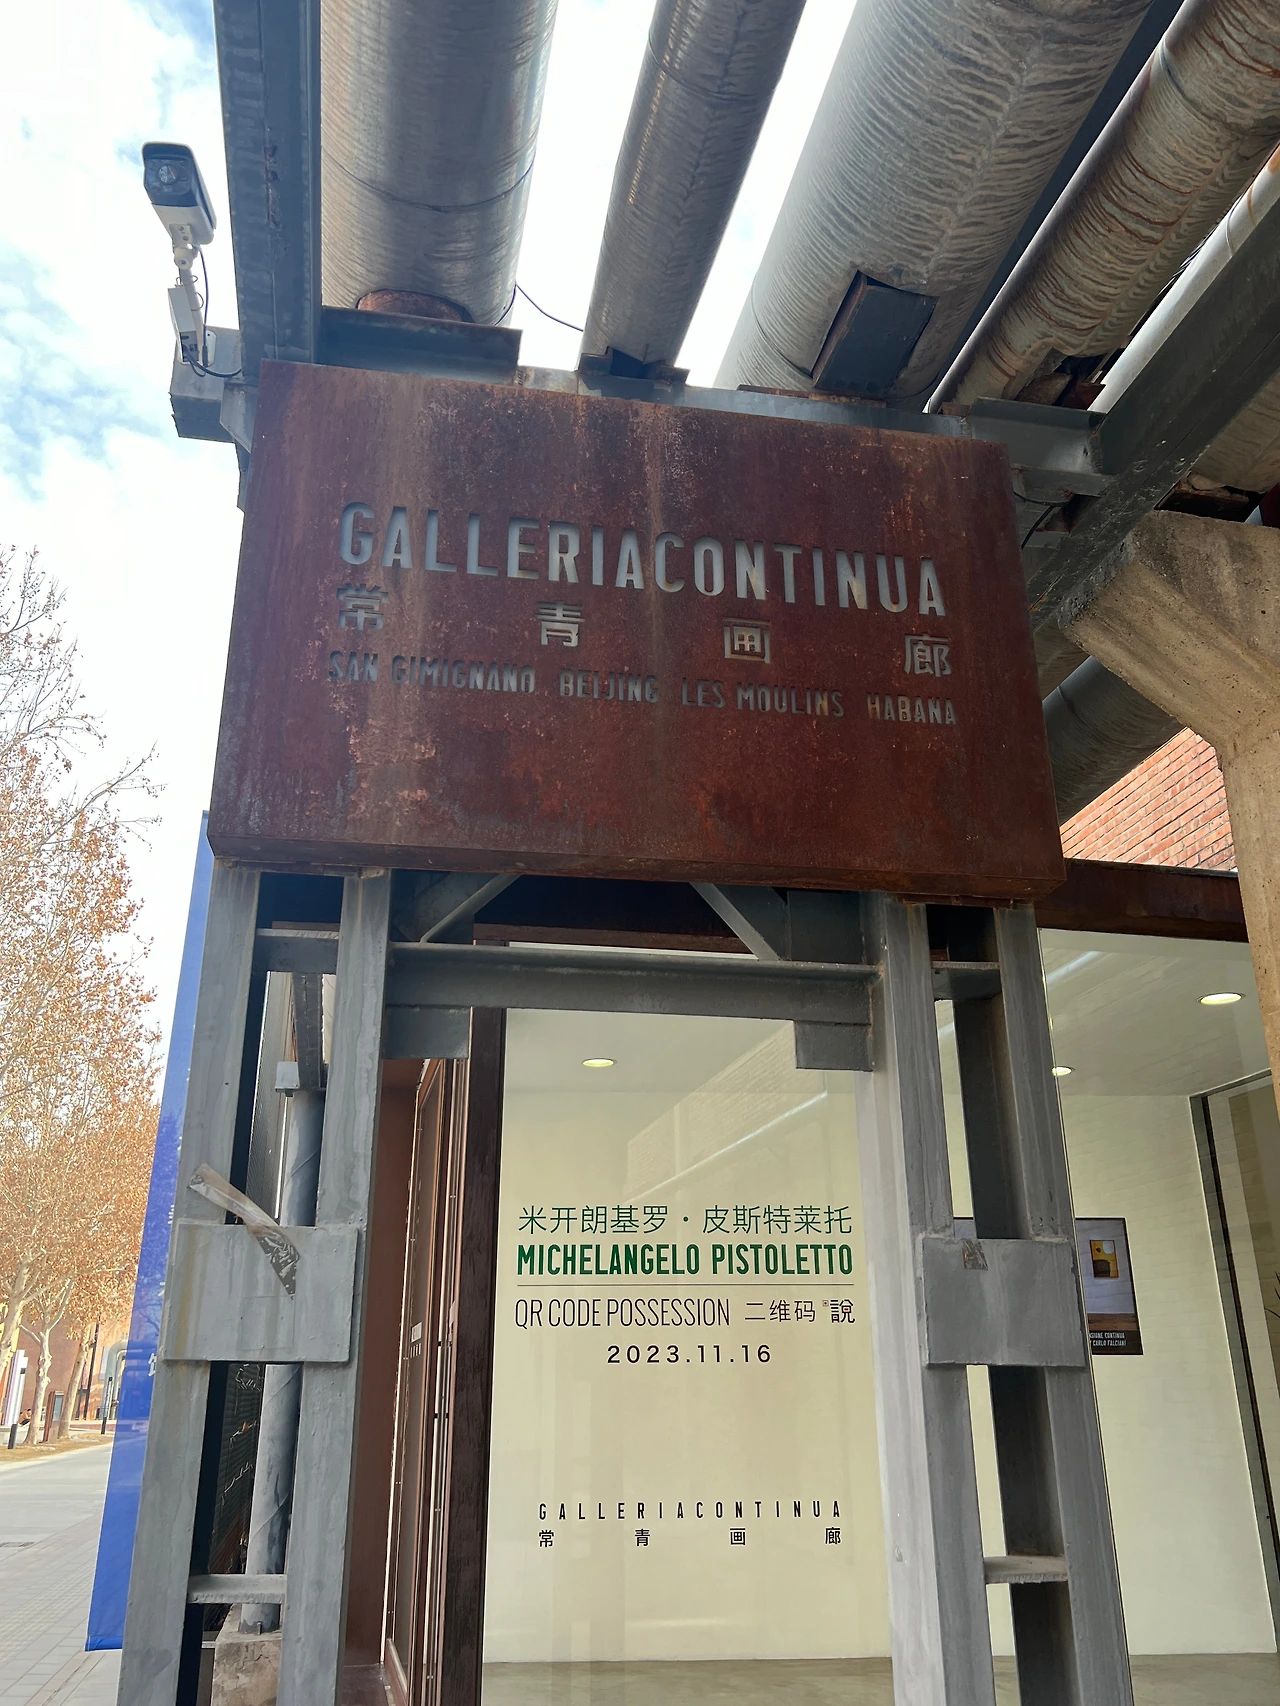 GALLERIACONTINUA
常青画廊
SAN GIMIGNANO BEIJING LES MOULINS HABANA
米开朗基罗·皮斯特莱托
MICHELANGELO PISTOLETTO
QR CODE POSSESSION 二维码 說
2023.11.16
GALLERIACONTINUA
常青画廊